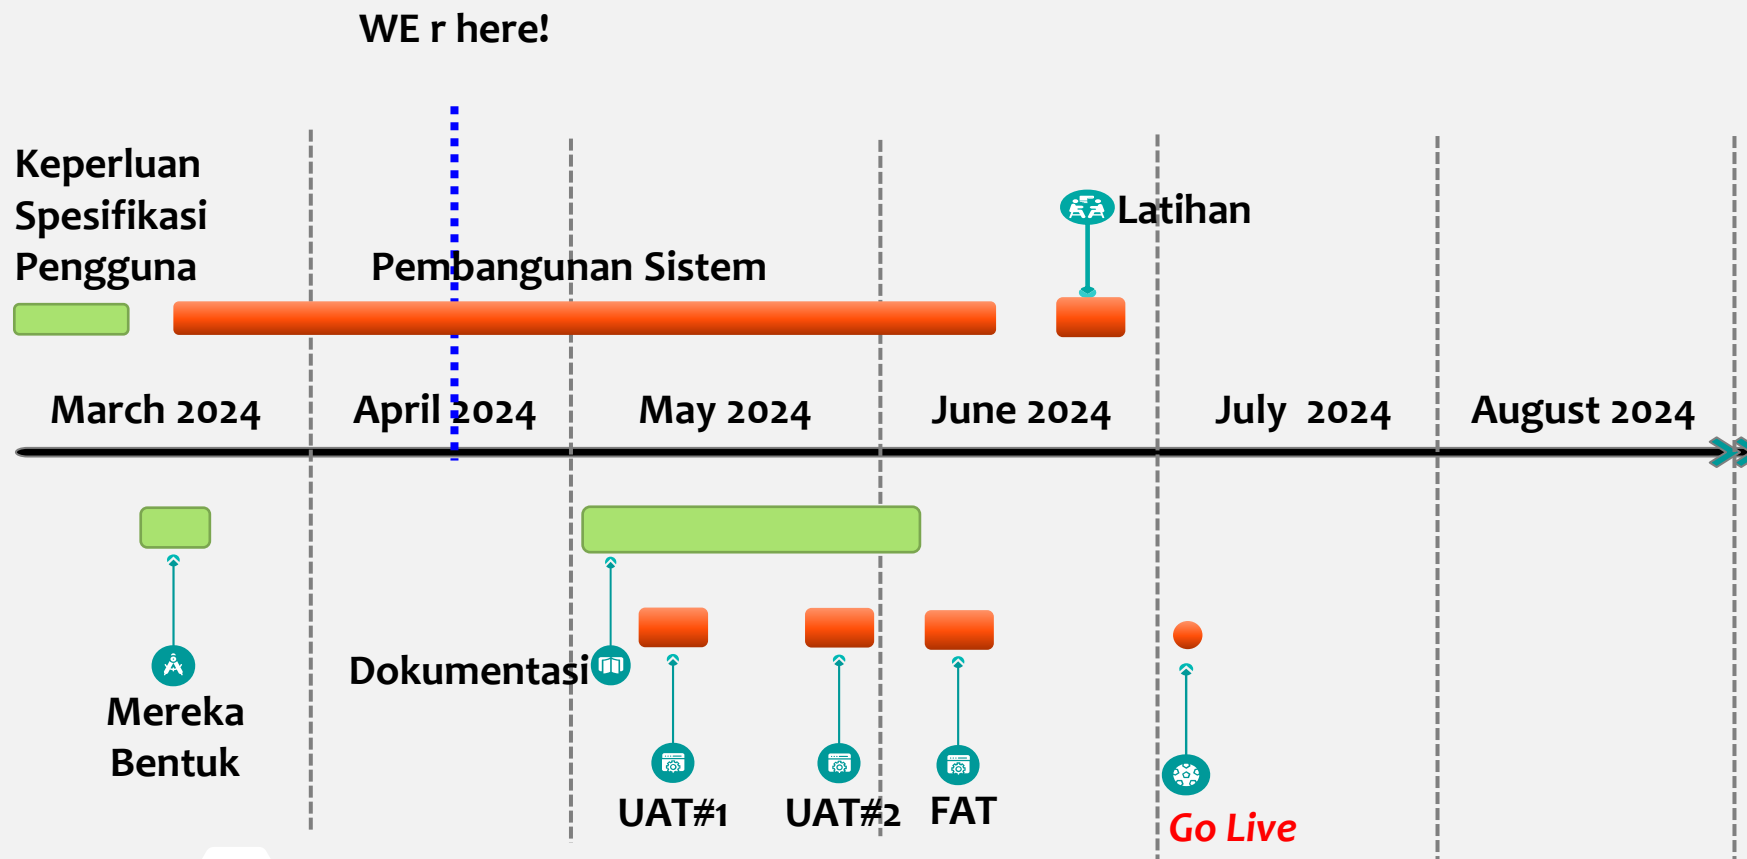 WE r here!
Keperluan
Spesifikasi
Pengguna
Latihan
Pembangunan Sistem
March 2024
April 2024
May 2024
June 2024
July  2024
August 2024
Dokumentasi
Mereka
Bentuk
UAT#1
UAT#2
FAT
Go Live